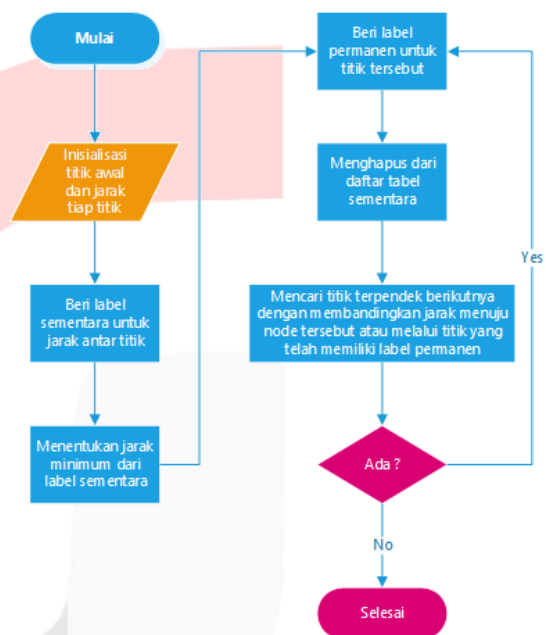 Mulai
Inisialisasi
titik awal
dan jarak
tiap titik
Beri label
sementara untuk
jarak antar titik
Menentukan jarak
minimum dari
label sementara
Beri label
permanen untuk
titik tersebut
Menghapus dari
daftar tabel
sementara
Mencari titik terpendek berikutnya
dengan membandingkan jarak menuju
node tersebut atau melalui titik yang
telah memiliki label permanen
Ada ?
Yes
No
Selesai